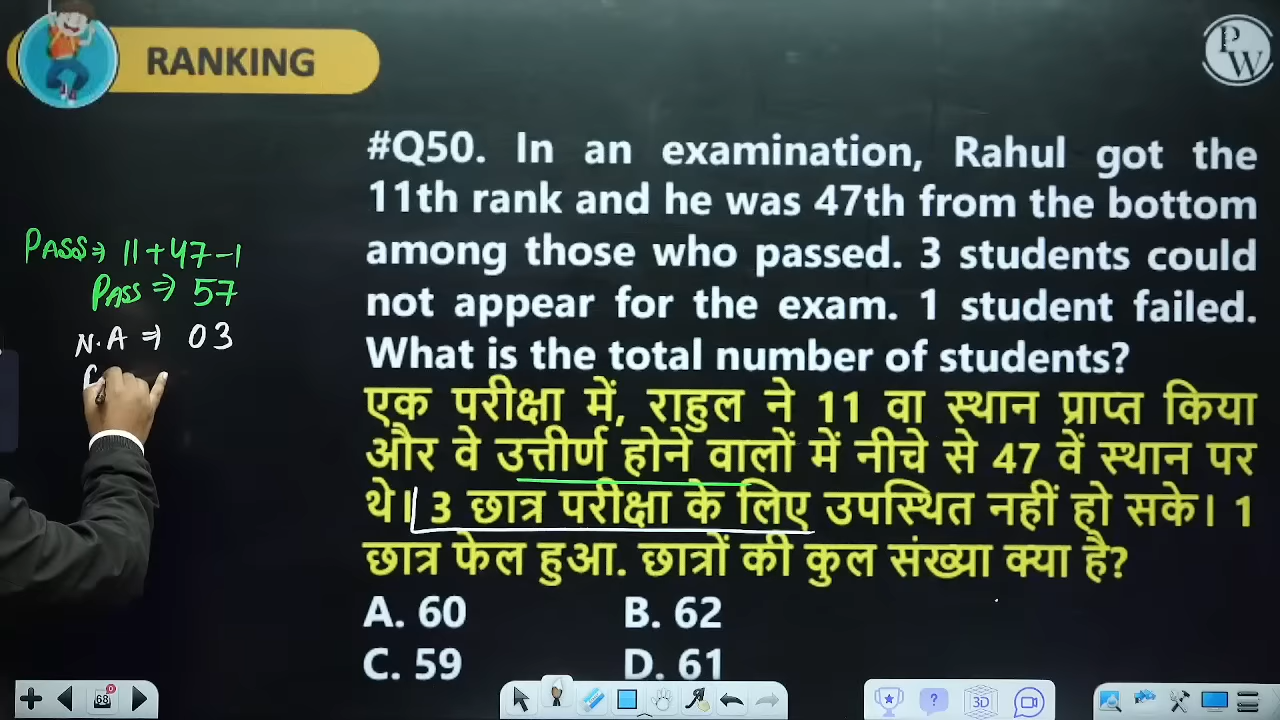 RANKING
PW
#Q50. In an examination, Rahul got the
11th rank and he was 47th from the bottom
among those who passed. 3 students could
not appear for the exam. 1 student failed.
What is the total number of students?
एक परीक्षा में, राहुल ने 11 वा स्थान प्राप्त किया
और वे उत्तीर्ण होने वालों में नीचे से 47 वें स्थान पर
थे। 3 छात्र परीक्षा के लिए उपस्थित नहीं हो सके। 1
छात्र फेल हुआ. छात्रों की कुल संख्या क्या है?
A. 60 B. 62
C. 59 D. 61
PASS ⇒ 11+47-1
PASS ⇒ 57
N.A ⇒ 03
68
3D